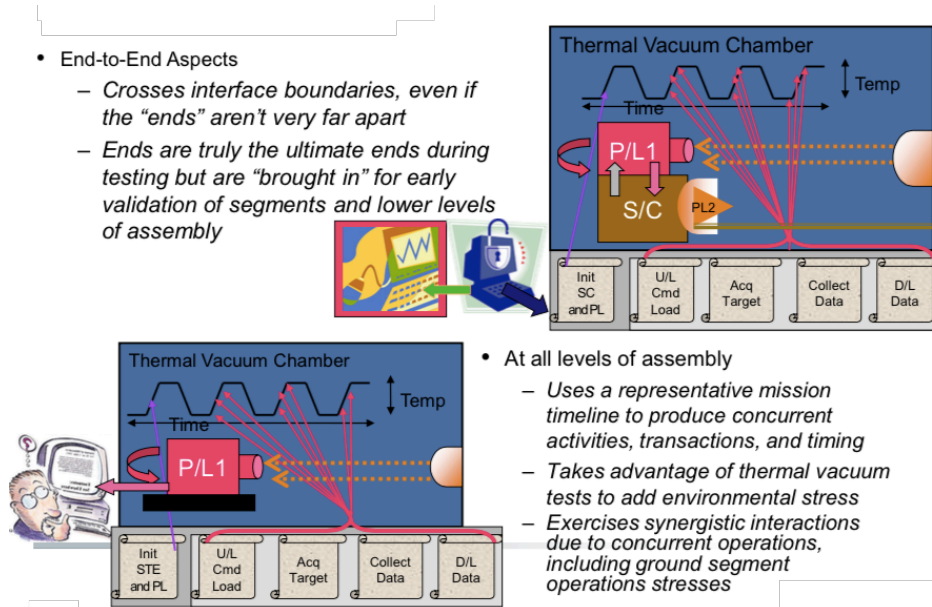 • End-to-End Aspects
– Crosses interface boundaries, even if
the “ends” aren’t very far apart
– Ends are truly the ultimate ends during
testing but are “brought in” for early
validation of segments and lower levels
of assembly
Thermal Vacuum Chamber
Temp
Time
P/L1
S/C
PL2
Init
SC
and PL
U/L
Cmd
Load
Acq
Target
Collect
Data
D/L
Data
Thermal Vacuum Chamber
Temp
Time
P/L1
Init
STE
and PL
U/L
Cmd
Load
Acq
Target
Collect
Data
D/L
Data
• At all levels of assembly
– Uses a representative mission
timeline to produce concurrent
activities, transactions, and timing
– Takes advantage of thermal vacuum
tests to add environmental stress
– Exercises synergistic interactions
due to concurrent operations,
including ground segment
operations stresses